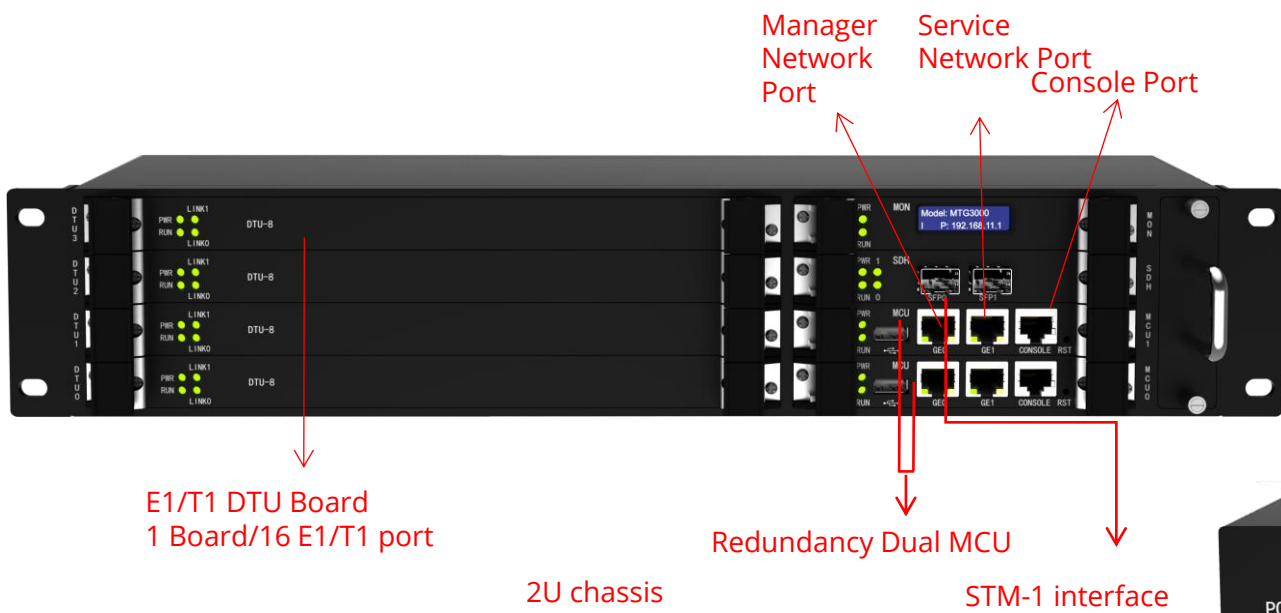 Manager
Network
Port
Service
Network Port
Console Port
DTU3
LINK1
PWR
RUN
LINK0
DTU-8
PWR
MON
RUN
Model: MTG3000
I P: 192.168.11.1
MON
DTU2
LINK1
PWR
RUN
LINK0
DTU-8
PWR 1
SDH
RUN 0
SFP0
SFP1
SDH
DTU1
LINK1
PWR
RUN
LINK0
DTU-8
PWR
MCU
RUN
GE0
GE1
CONSOLE
RST
MCU1
DTU0
LINK1
PWR
RUN
LINK0
DTU-8
PWR
MCU
RUN
GE0
GE1
CONSOLE
RST
MCU0
E1/T1 DTU Board
1 Board/16 E1/T1 port
Redundancy Dual MCU
2U chassis
STM-1 interface